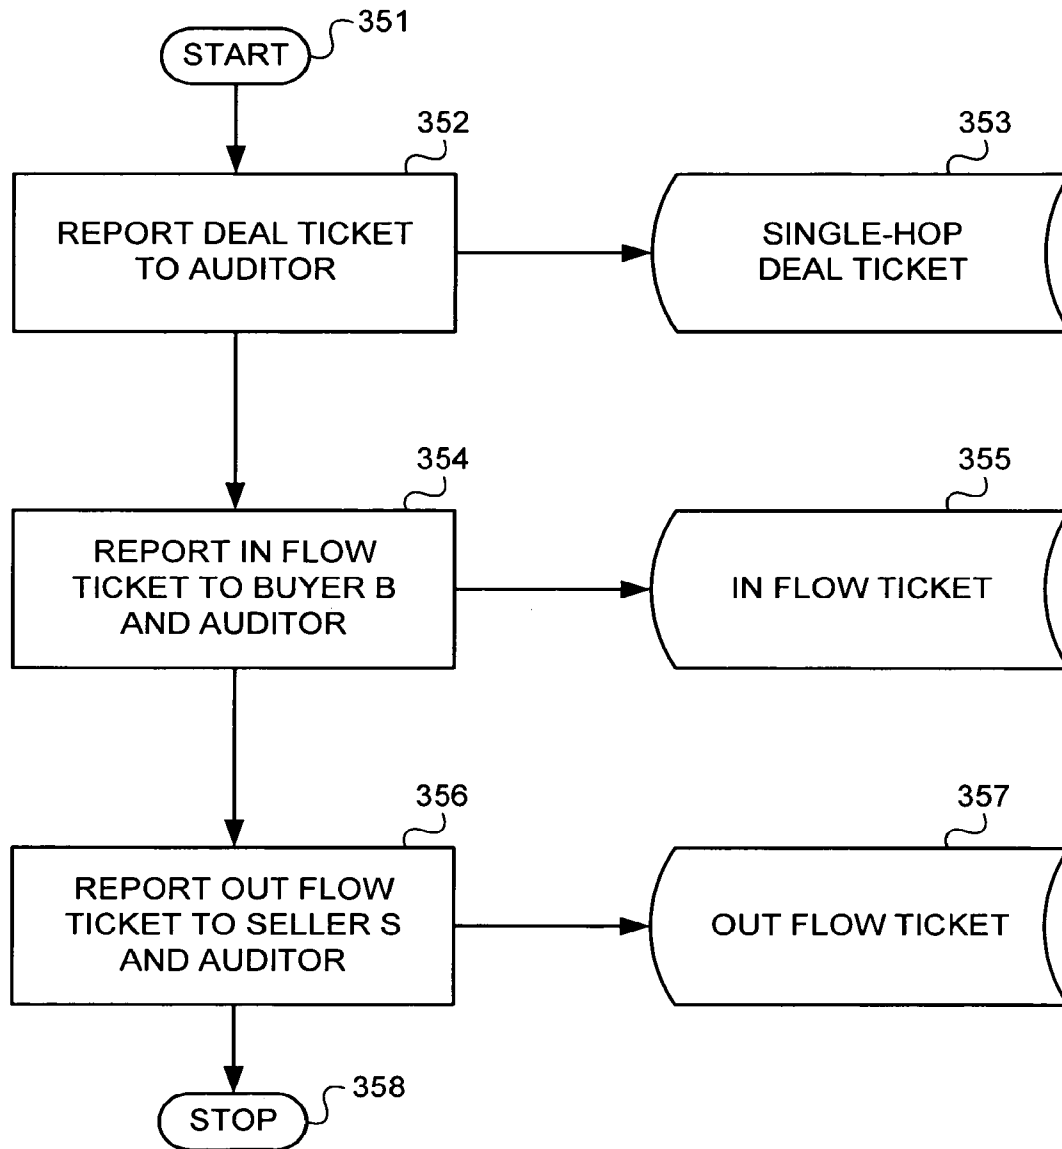 351
START
352
353
REPORT DEAL TICKET
TO AUDITOR
SINGLE-HOP
DEAL TICKET
354
355
REPORT IN FLOW
TICKET TO BUYER B
AND AUDITOR
IN FLOW TICKET
356
357
REPORT OUT FLOW
TICKET TO SELLER S
AND AUDITOR
OUT FLOW TICKET
358
STOP